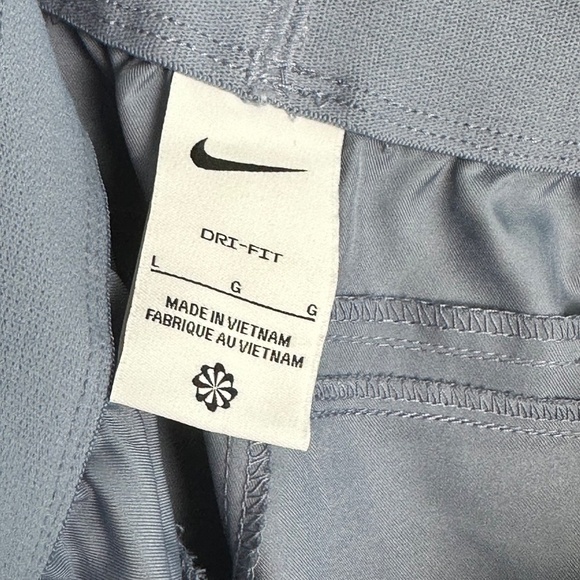 DRI-FIT
L G G
MADE IN VIETNAM
FABRIQUE AU VIETNAM